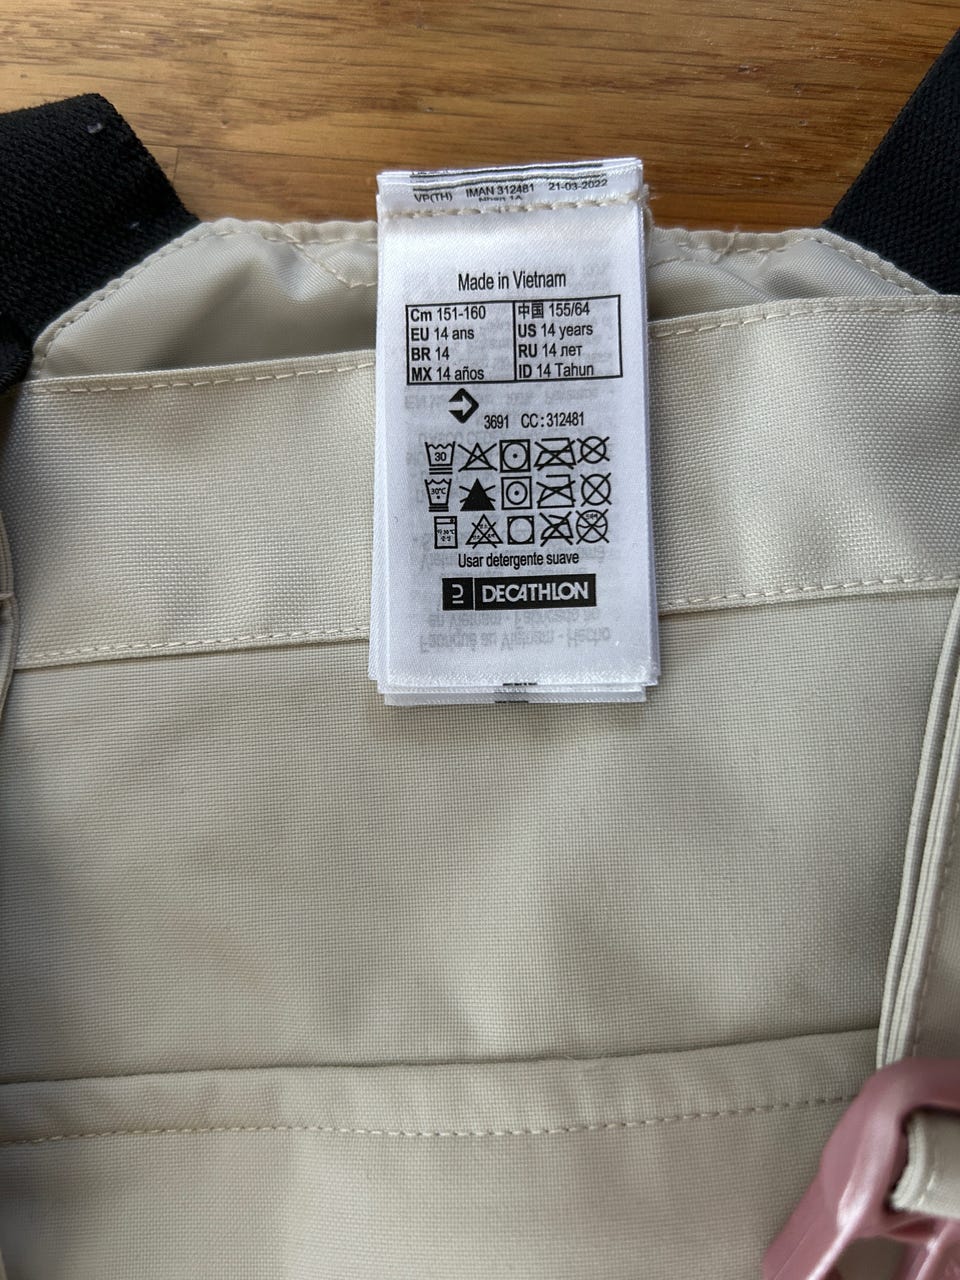 VP(TH) IMAN 312481 21-03-2022
Made in Vietnam
Cm 151-160 中国 155/64
EU 14 ans US 14 years
BR 14 RU 14 лет
MX 14 años ID 14 Tahun
3691 CC:312481
30
30°C
Usar detergente suave
DECATHLON